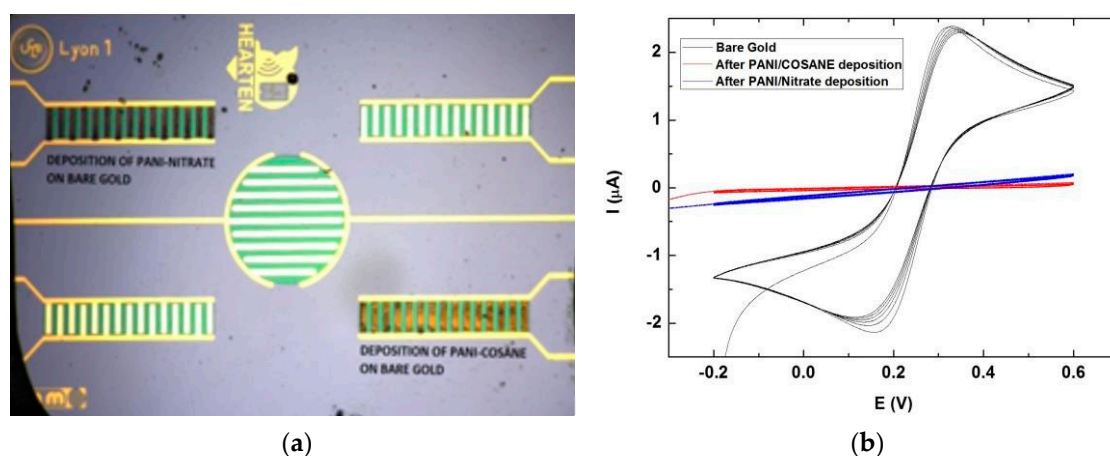 Lyon 1
HEARTEN
DEPOSITION OF PANI-NITRATE
ON BARE GOLD
DEPOSITION OF PANI-COSANE
ON BARE GOLD
(a)
Bare Gold
After PANI/COSANE deposition
After PANI/Nitrate deposition
2
1
0
-1
-2
I (µA)
-0.2
0.0
0.2
0.4
0.6
E (V)
(b)